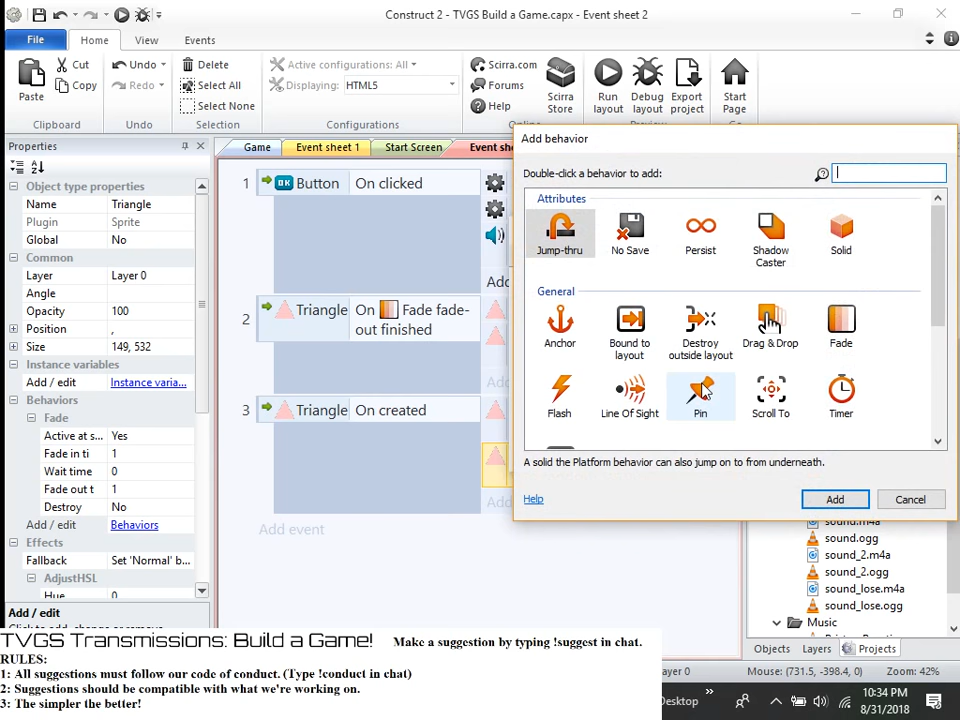 Construct 2 - TVGS Build a Game.capx - Event sheet 2
File
Home
View
Events
Paste
Cut
Copy
Clipboard
Undo
Redo
Undo
Delete
Select All
Select None
Selection
Active configurations: All
Displaying:
HTML5
Configurations
Scirra.com
Forums
Help
Scirra Store
Run layout
Debug layout
Export project
Start Page
Properties
Object type properties
Name Triangle
Plugin Sprite
Global No
Common
Layer Layer 0
Angle
Opacity 100
Position ,
Size 149, 532
Instance variables
Add / edit Instance varia...
Behaviors
Fade
Active at s... Yes
Fade in ti 1
Wait time 0
Fade out t 1
Destroy No
Add / edit Behaviors
Effects
Fallback Set 'Normal' b...
AdjustHSL
Hue 0
Add / edit
Game
Event sheet 1
Start Screen
Event sh
1 OK Button On clicked
Add
2 Triangle On Fade fade-out finished
Add
3 Triangle On created
Add
Add event
Add behavior
Double-click a behavior to add:
Attributes
Jump-thru
No Save
Persist
Shadow Caster
Solid
General
Anchor
Bound to layout
Destroy outside layout
Drag & Drop
Fade
Flash
Line Of Sight
Pin
Scroll To
Timer
A solid the Platform behavior can also jump on to from underneath.
Help
Add
Cancel
sound.m4a
sound.ogg
sound_2.m4a
sound_2.ogg
sound_lose.m4a
sound_lose.ogg
Music
Objects
Layers
Projects
ayer 0
Mouse: (731.5, -398.4, 0)
Zoom: 42%
TVGS Transmissions: Build a Game!
Make a suggestion by typing !suggest in chat.
RULES:
1: All suggestions must follow our code of conduct. (Type !conduct in chat)
2: Suggestions should be compatible with what we're working on.
3: The simpler the better!
Desktop
10:34 PM
8/31/2018